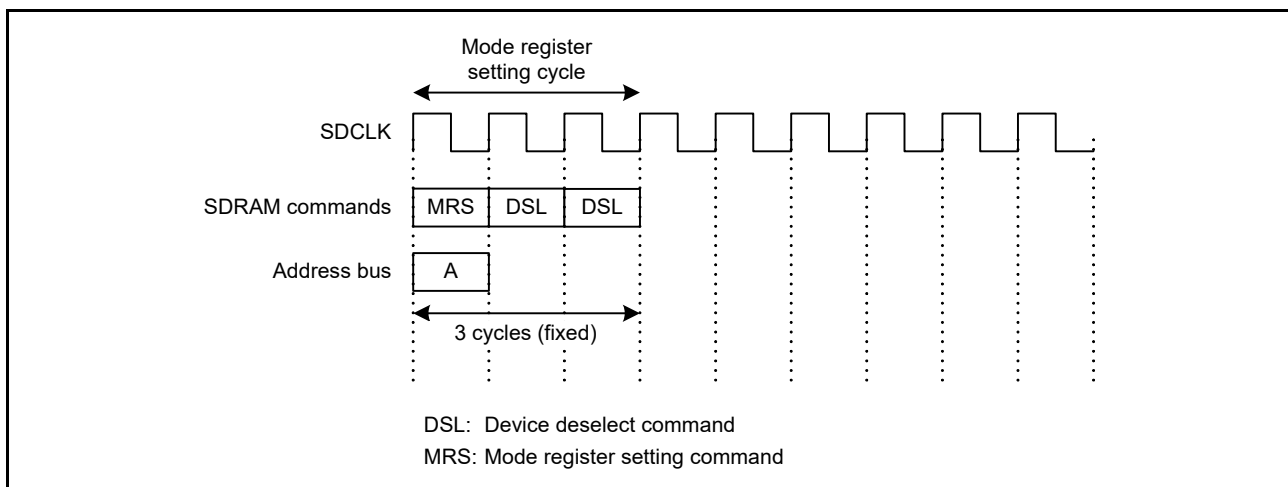 Mode register
setting cycle
SDCLK
SDRAM commands MRS DSL DSL
Address bus A
3 cycles (fixed)
DSL: Device deselect command
MRS: Mode register setting command